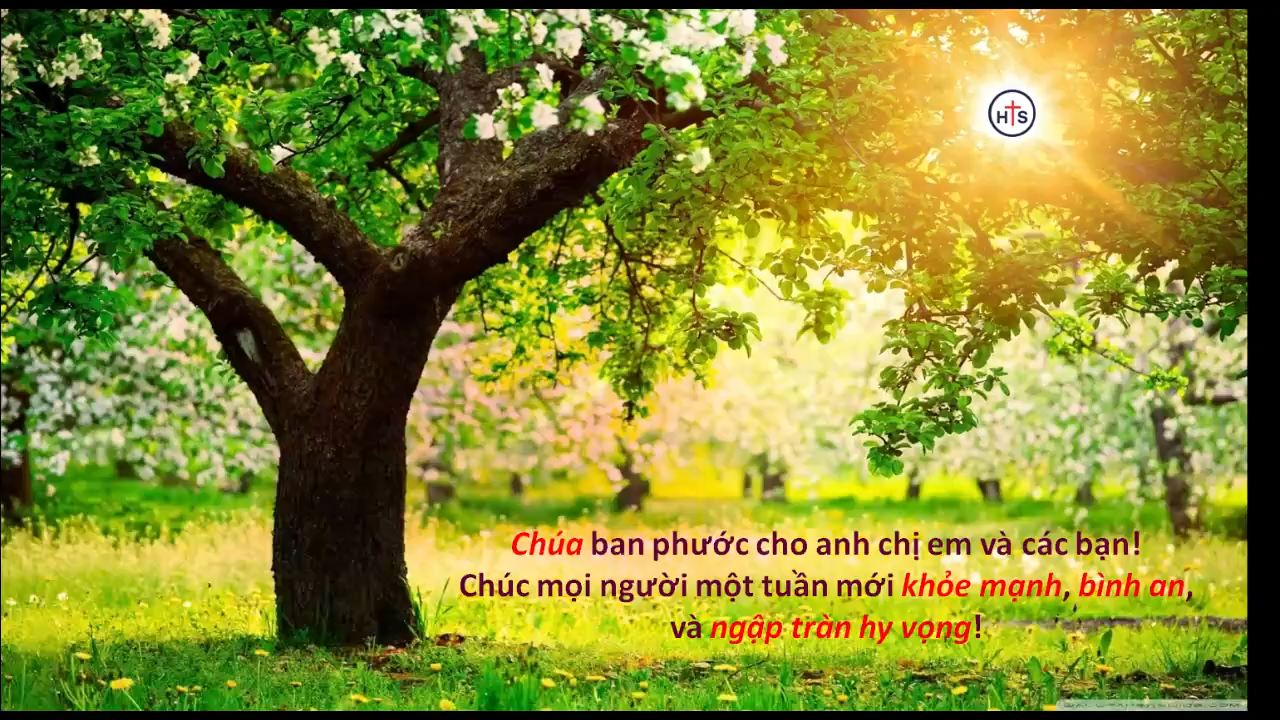 H†S
Chúa ban phước cho anh chị em và các bạn!
Chúc mọi người một tuần mới khỏe mạnh, bình an,
và ngập tràn hy vọng!